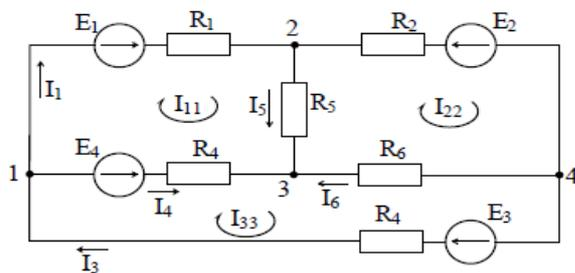 E1 R1 2 R2 E2
I1 I11 I5 R5 I22
E4 R4 R6
1 3 4
I4 I6
I33 R4 E3
I3